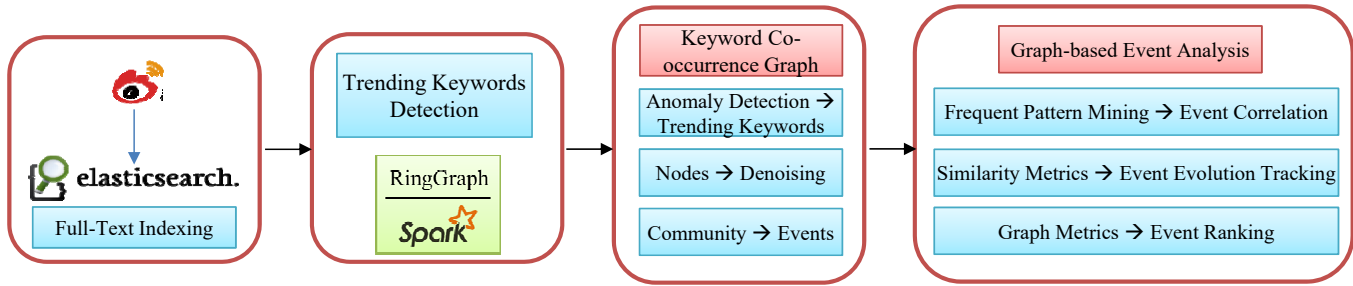 elasticsearch.
Full-Text Indexing
Trending Keywords
Detection
RingGraph
Spark
Keyword Co-
occurrence Graph
Anomaly Detection →
Trending Keywords
Nodes → Denoising
Community → Events
Graph-based Event Analysis
Frequent Pattern Mining → Event Correlation
Similarity Metrics → Event Evolution Tracking
Graph Metrics → Event Ranking